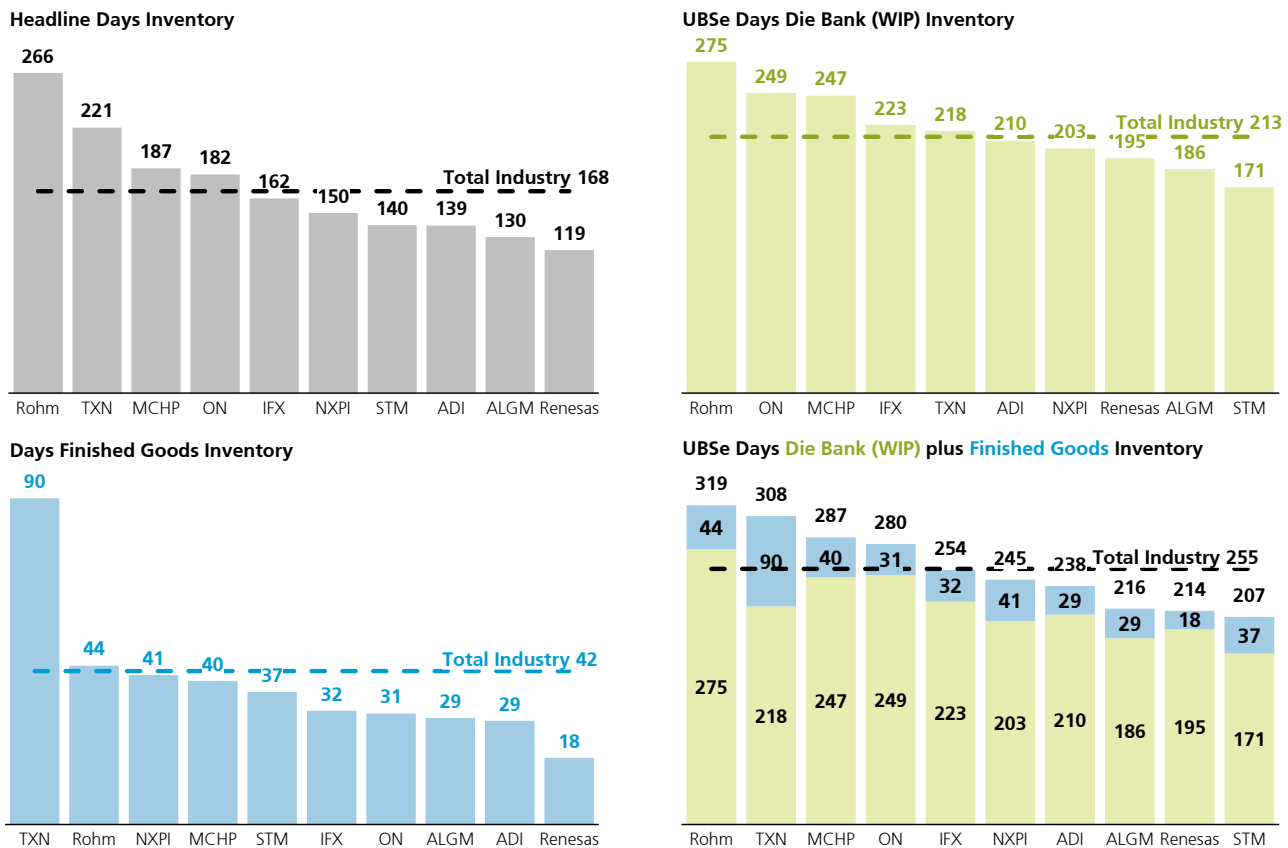 Headline Days Inventory
266
221
187
182
162
150
140
139
130
119
Total Industry 168
Rohm TXN MCHP ON IFX NXPI STM ADI ALGM Renesas
UBSe Days Die Bank (WIP) Inventory
275
249
247
223
218
210
203
195
186
171
Total Industry 213
Rohm ON MCHP IFX TXN ADI NXPI Renesas ALGM STM
Days Finished Goods Inventory
90
44
41
40
37
32
31
29
29
18
Total Industry 42
TXN Rohm NXPI MCHP STM IFX ON ALGM ADI Renesas
UBSe Days Die Bank (WIP) plus Finished Goods Inventory
319 308 287 280 254 245 238 216 214 207
Total Industry 255
44 90 40 31 32 41 29 29 18 37
275 218 247 249 223 203 210 186 195 171
Rohm TXN MCHP ON IFX NXPI ADI ALGM Renesas STM